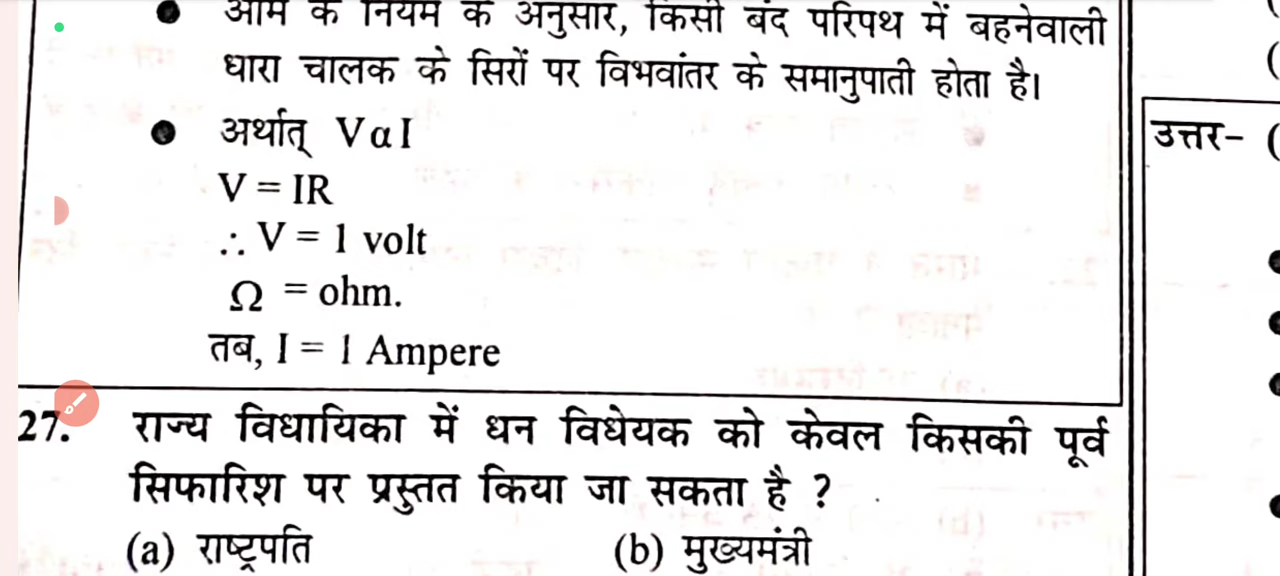 ओम के नियम के अनुसार, किसी बंद परिपथ में बहनेवाली
धारा चालक के सिरों पर विभवांतर के समानुपाती होता है।
● अर्थात् V α I
V = IR
∴ V = 1 volt
Ω = ohm.
तब, I = 1 Ampere
27. राज्य विधायिका में धन विधेयक को केवल किसकी पूर्व
सिफारिश पर प्रस्तुत किया जा सकता है ?
(a) राष्ट्रपति (b) मुख्यमंत्री
उत्तर- (